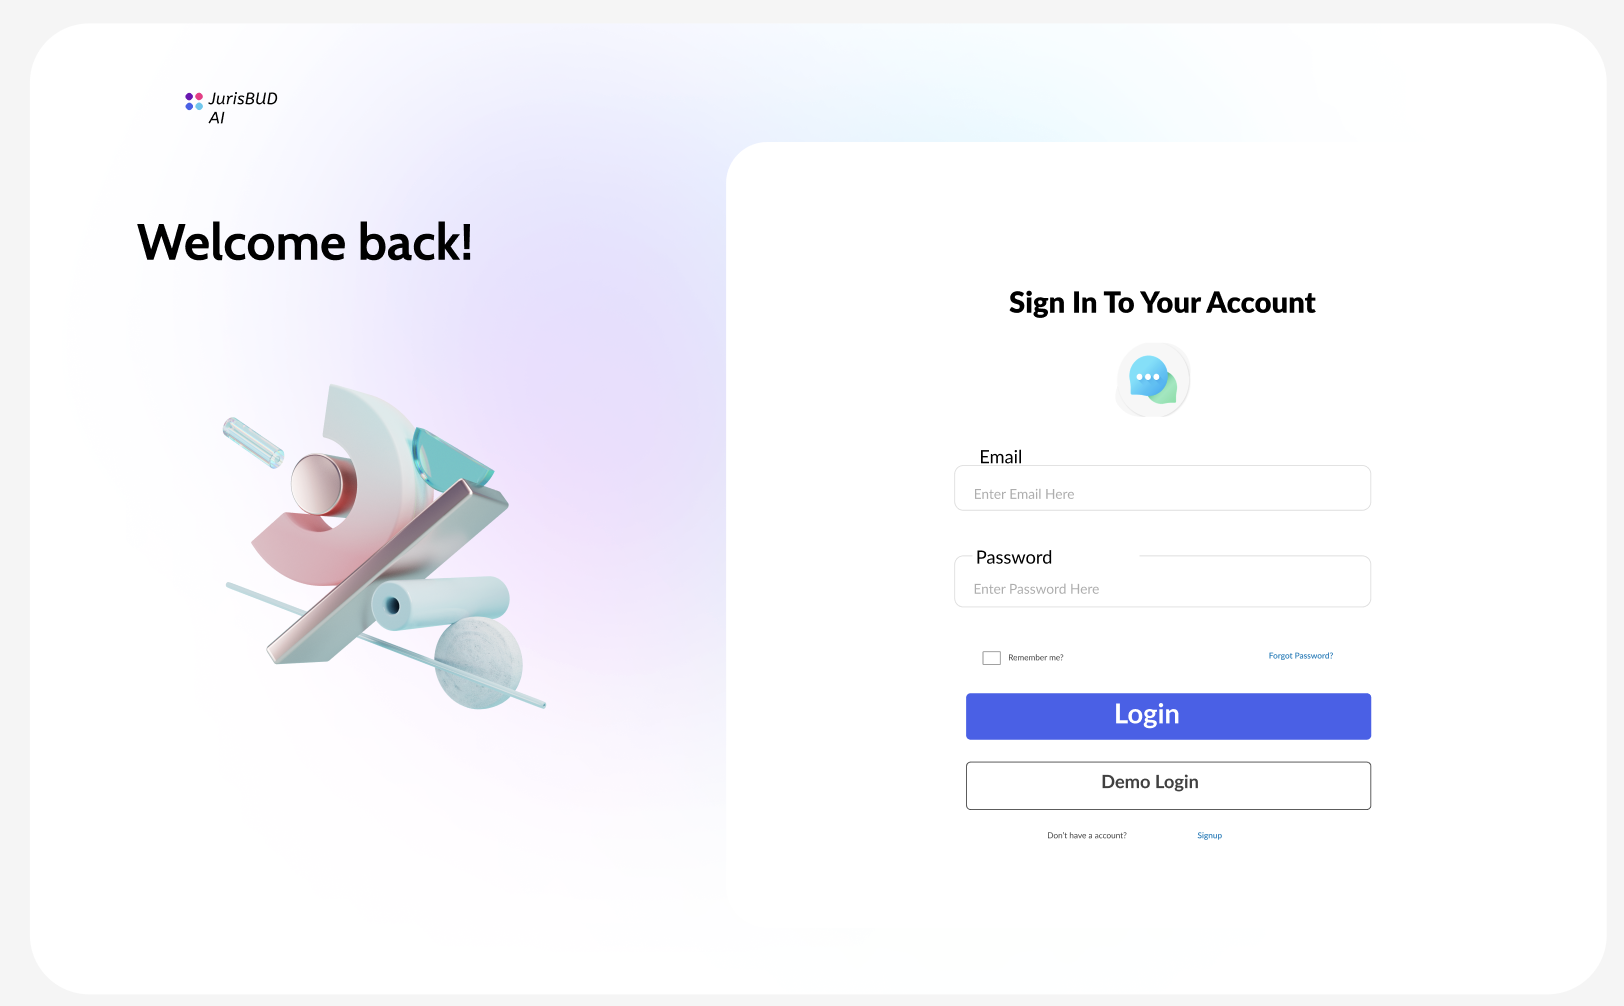 JurisBUD
AI
Welcome back!
Sign In To Your Account
Email
Enter Email Here
Password
Enter Password Here
Remember me?
Forgot Password?
Login
Demo Login
Don't have a account?
Signup